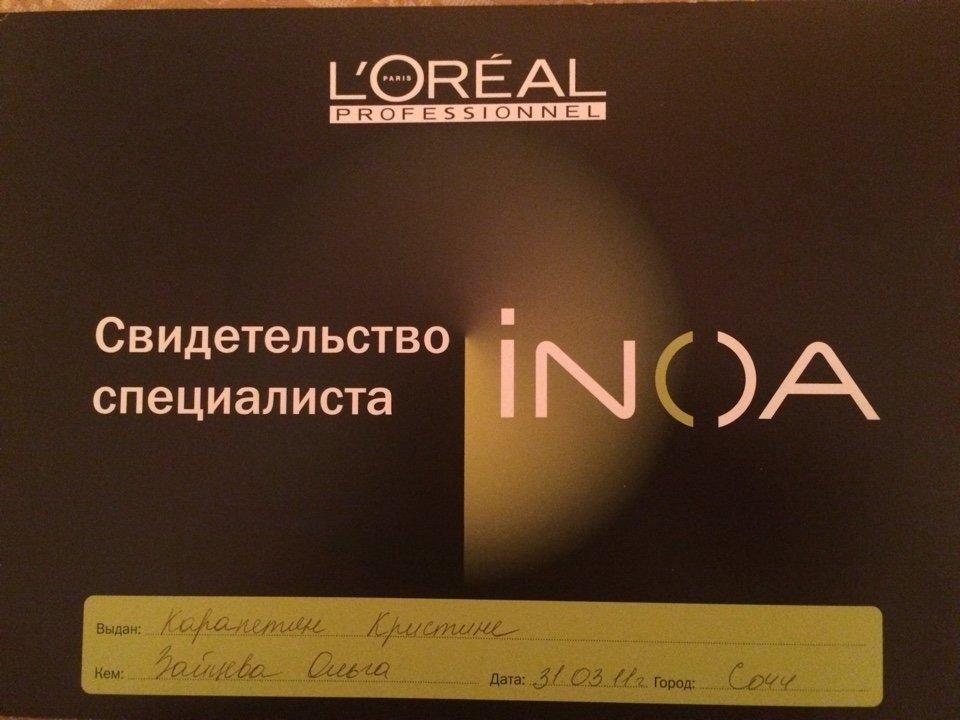 L'ORÉAL
PARIS
PROFESSIONNEL
Свидетельство
специалиста
iNOA
Выдан: Карапетян Кристине
Кем: Зайцева Ольга Дата: 31.03.11г Город: Сочи